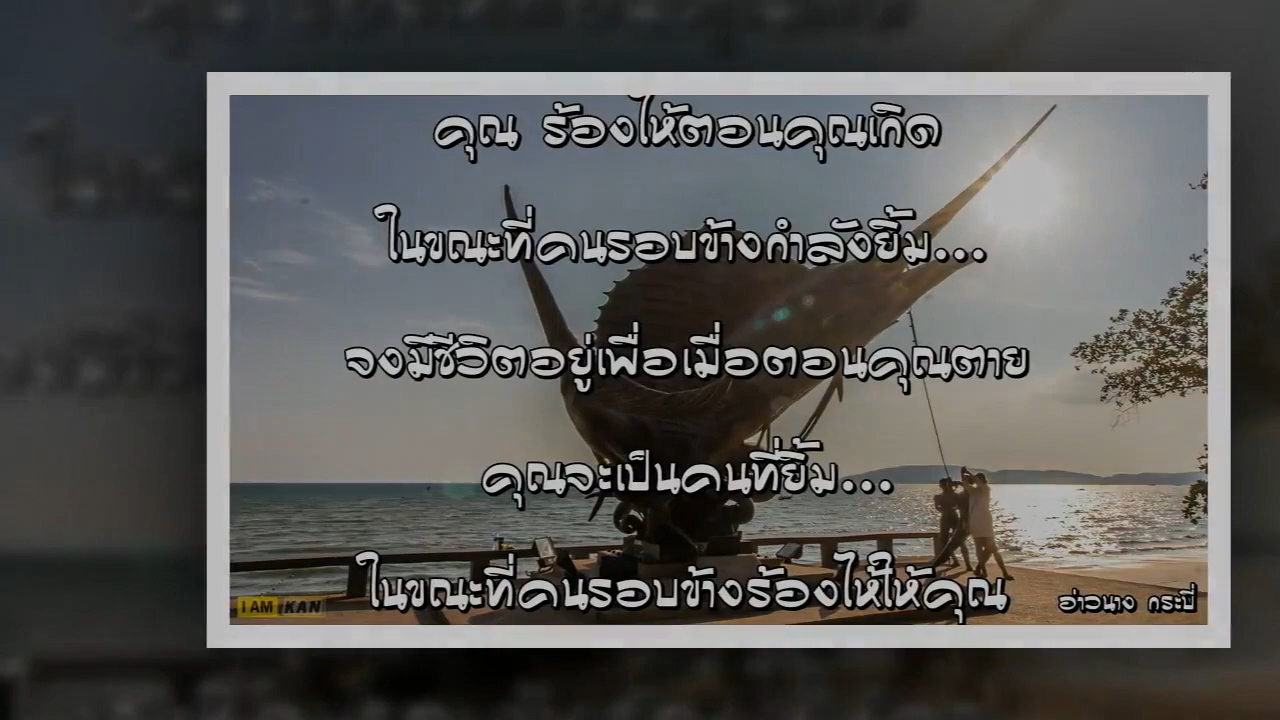 คุณ ร้องไห้ตอนคุณเกิด
ในขณะที่คนรอบข้างกำลังยิ้ม...
จงมีชีวิตอยู่เพื่อเมื่อตอนคุณตาย
คุณจะเป็นคนที่ยิ้ม...
ในขณะที่คนรอบข้างร้องไห้ให้คุณ
อ่าวนาง กระบี่
I AM KAN